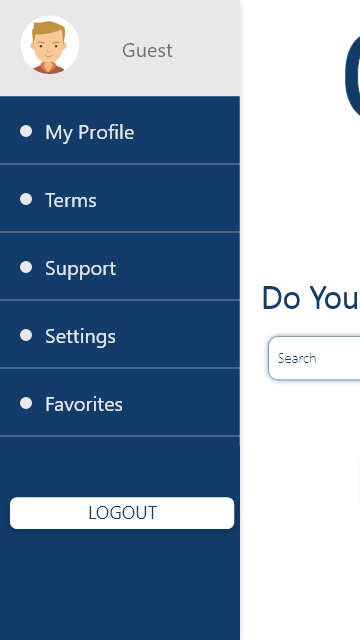 Guest
My Profile
Terms
Support
Settings
Favorites
LOGOUT
Do You
Search